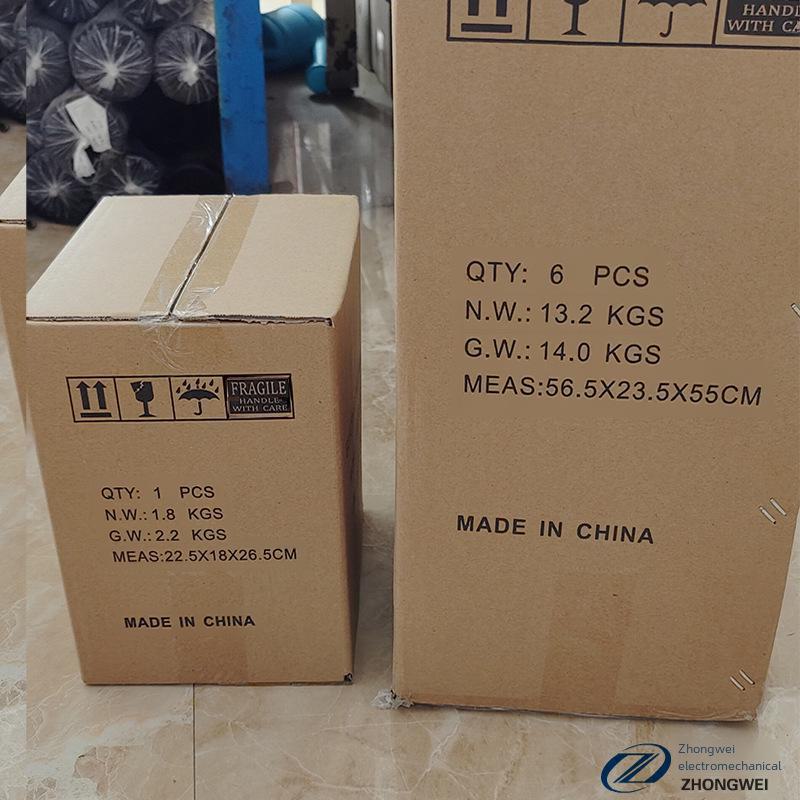 FRAGILE
HANDLE
WITH CARE
QTY: 1 PCS
N.W.: 1.8 KGS
G.W.: 2.2 KGS
MEAS:22.5X18X26.5CM
MADE IN CHINA
HANDLE
WITH CA
QTY: 6 PCS
N.W.: 13.2 KGS
G.W.: 14.0 KGS
MEAS:56.5X23.5X55CM
MADE IN CHINA
Zhongwei
electromechanical
ZHONGWEI